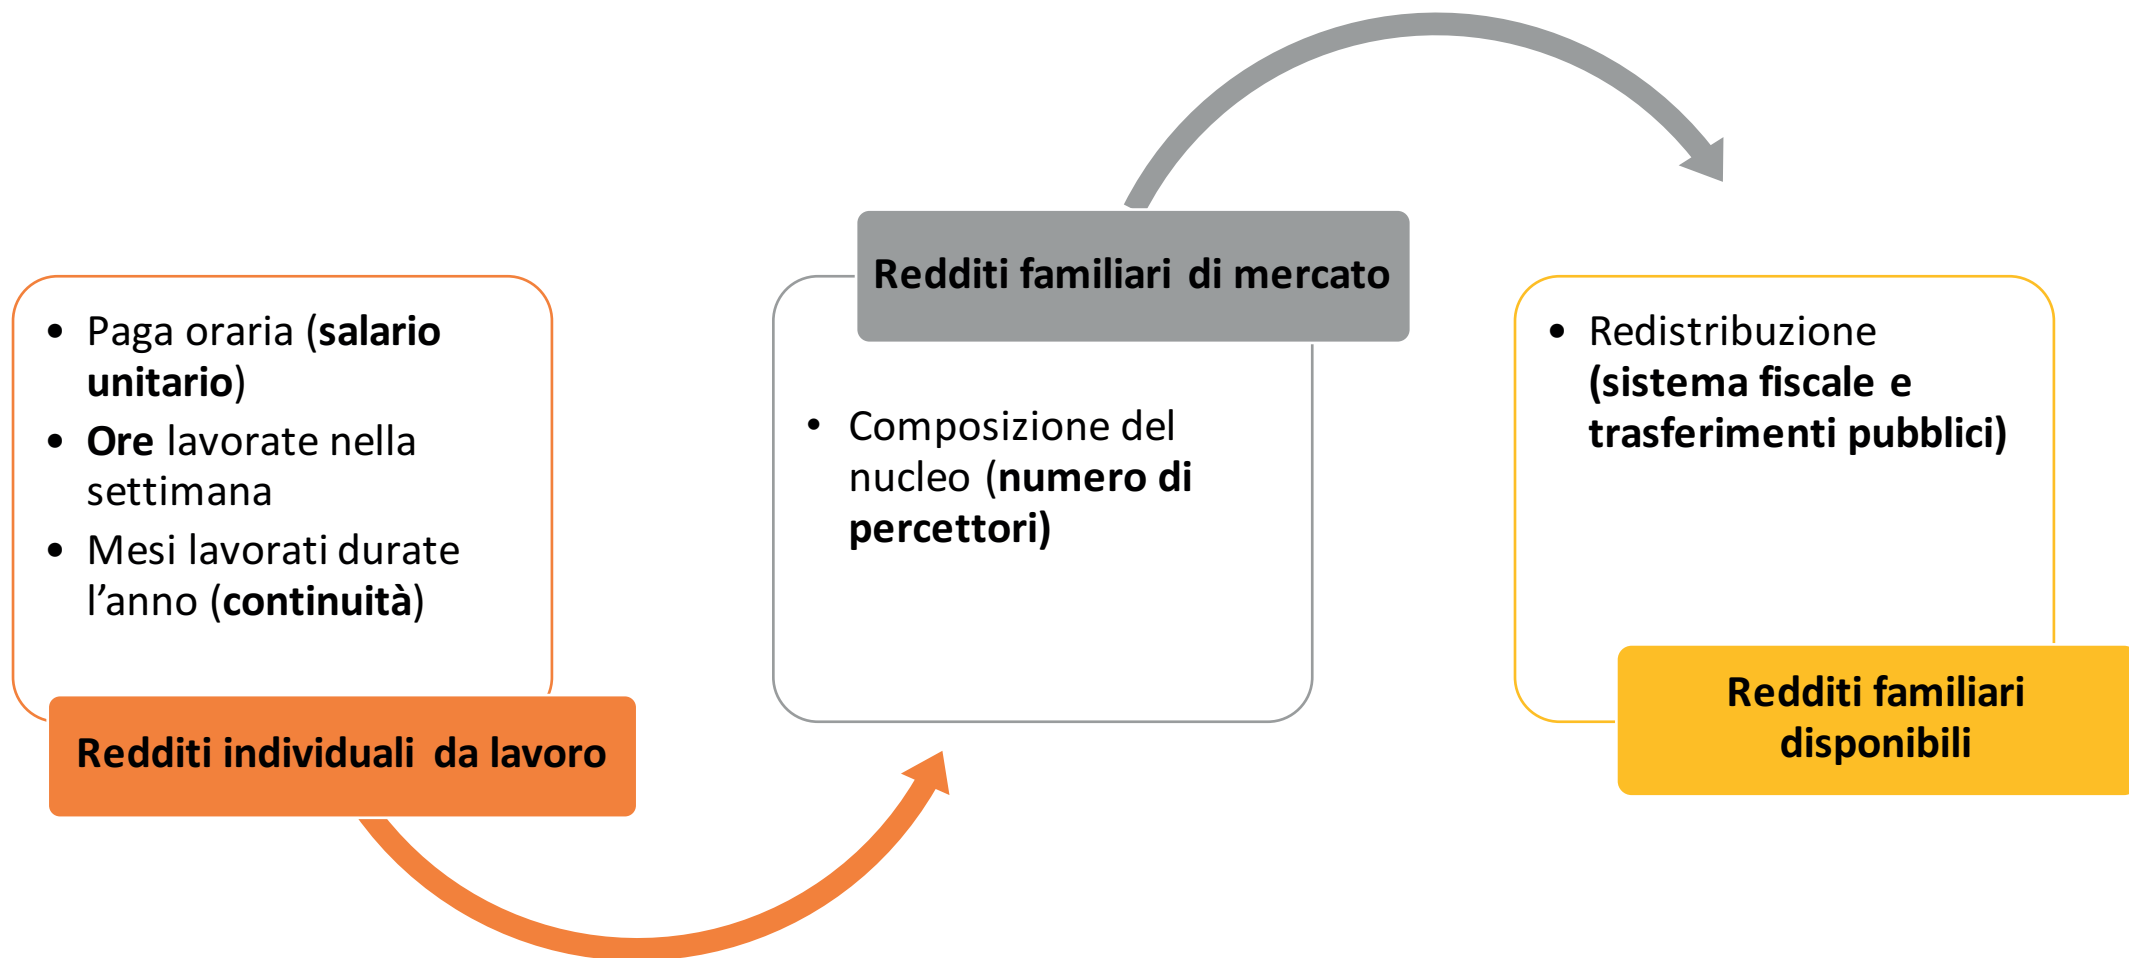 • Paga oraria (salario
unitario)
• Ore lavorate nella
settimana
• Mesi lavorati durate
l’anno (continuità)
Redditi individuali da lavoro
Redditi familiari di mercato
• Composizione del
nucleo (numero di
percettori)
• Redistribuzione
(sistema fiscale e
trasferimenti pubblici)
Redditi familiari
disponibili